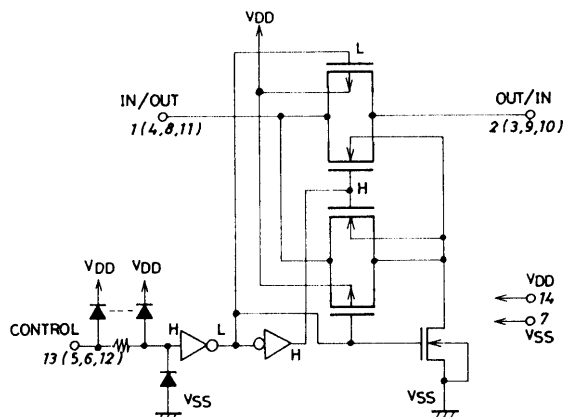 VDD
L
IN/OUT
1(4,8,11)
OUT/IN
2(3,9,10)
H
VDD
VDD
VDD
14
7
VSS
CONTROL
13(5,6,12)
H
L
H
VSS
VSS